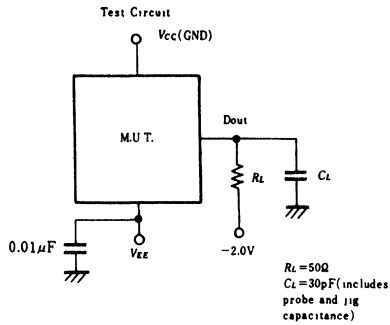 Test Circuit
Vcc(GND)
Dout
M.U.T.
RL
CL
0.01μF
VEE
−2.0V
RL=50Ω
CL=30pF(includes
probe and jig
capacitance)